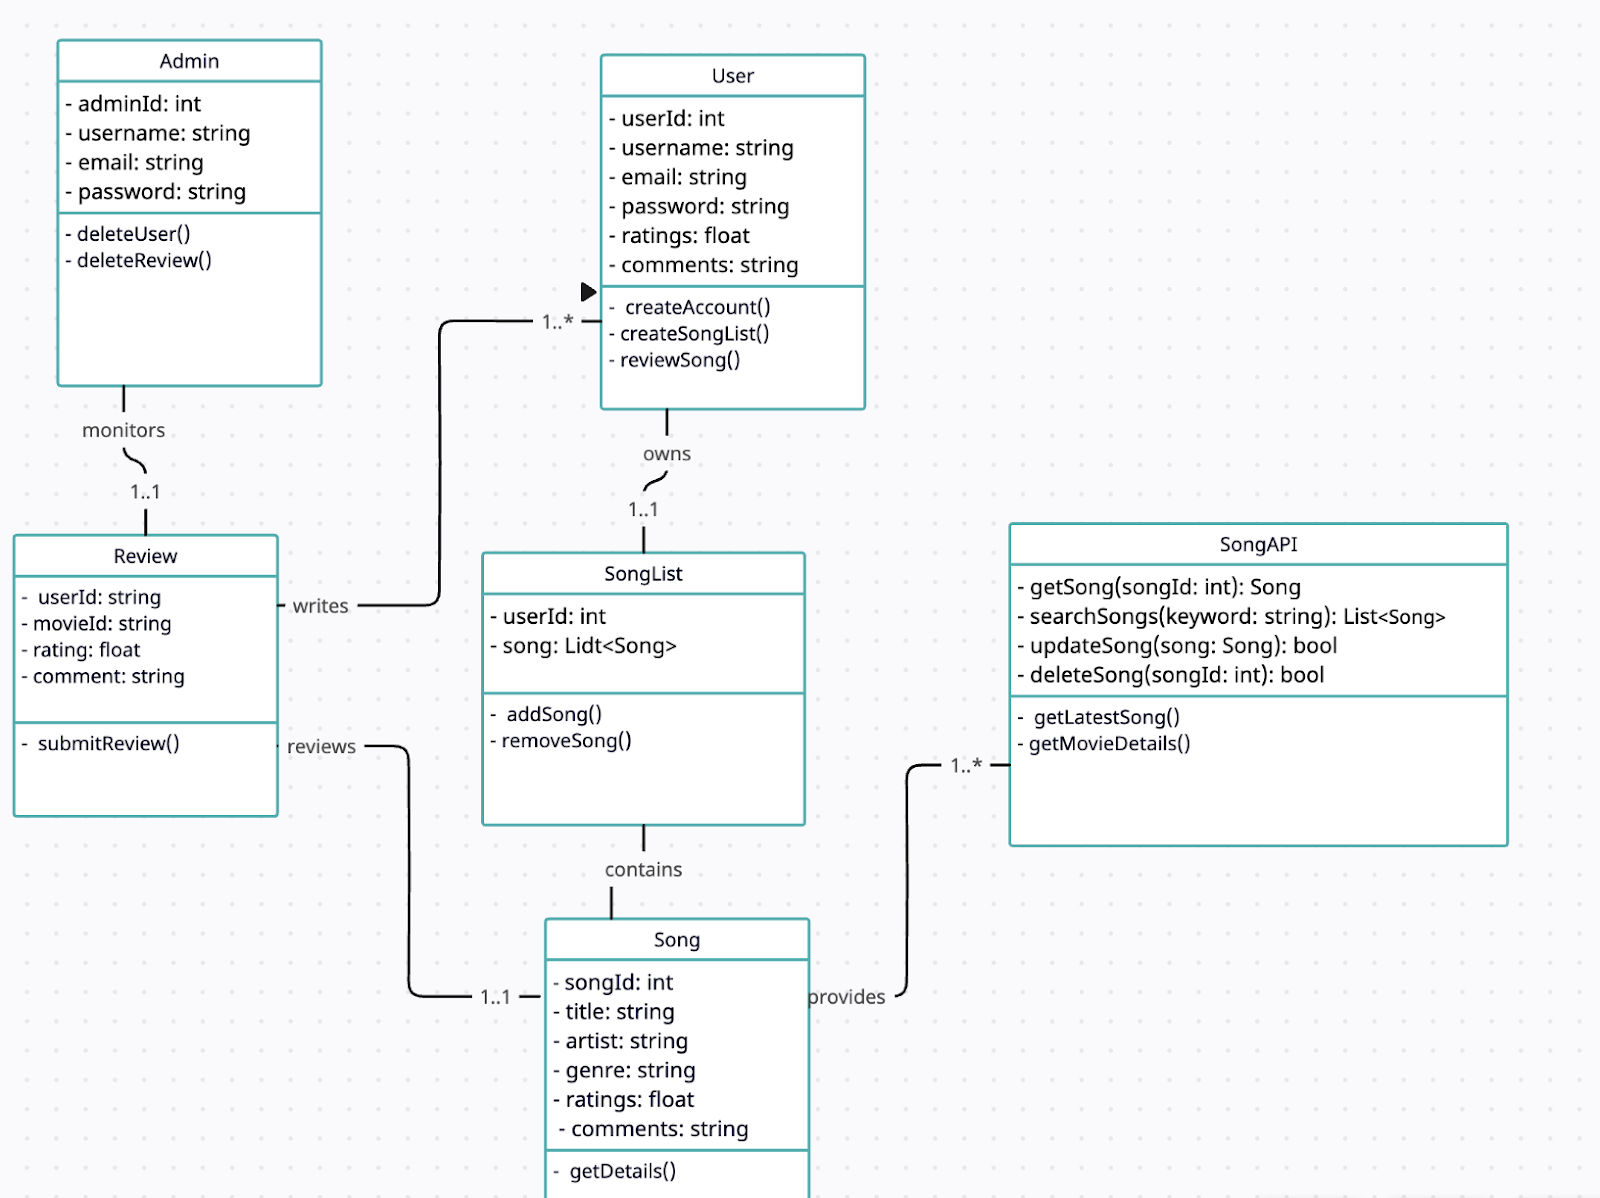 Admin
- adminId: int
- username: string
- email: string
- password: string
- deleteUser()
- deleteReview()
User
- userId: int
- username: string
- email: string
- password: string
- ratings: float
- comments: string
- createAccount()
- createSongList()
- reviewSong()
1..*
monitors
1..1
owns
1..1
Review
- userId: string
- movieId: string
- rating: float
- comment: string
- submitReview()
writes
reviews
SongList
- userId: int
- song: Lidt<Song>
- addSong()
- removeSong()
SongAPI
- getSong(songId: int): Song
- searchSongs(keyword: string): List<Song>
- updateSong(song: Song): bool
- deleteSong(songId: int): bool
- getLatestSong()
- getMovieDetails()
1..*
contains
1..1
provides
Song
- songId: int
- title: string
- artist: string
- genre: string
- ratings: float
- comments: string
- getDetails()